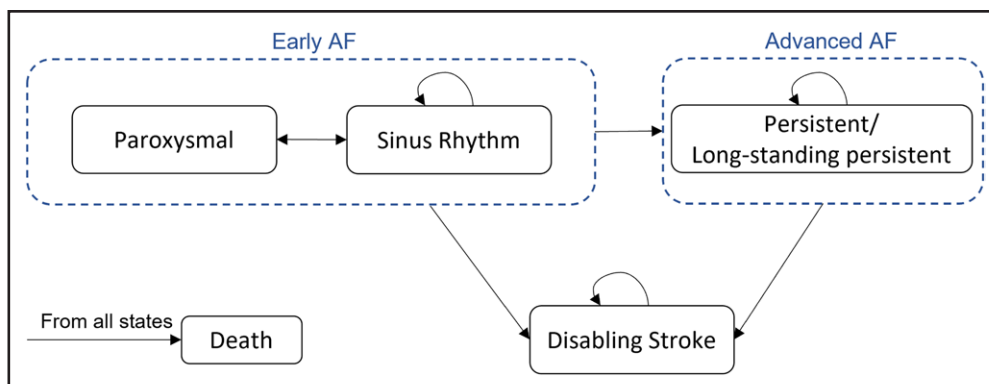 Early AF
Advanced AF
Paroxysmal
Sinus Rhythm
Persistent/
Long-standing persistent
From all states
Death
Disabling Stroke